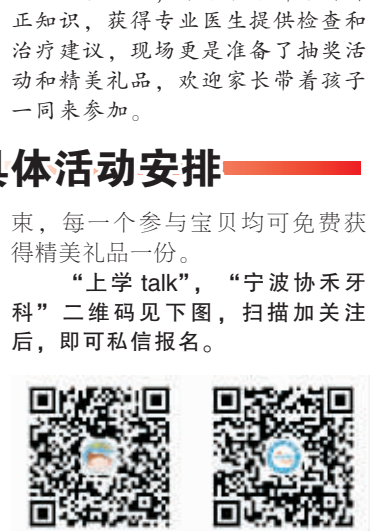 正知识，获得专业医生提供检查和
治疗建议，现场更是准备了抽奖活
动和精美礼品，欢迎家长带着孩子
一同来参加。
体活动安排
束，每一个参与宝贝均可免费获
得精美礼品一份。
“上学 talk”，“宁波协禾牙
科”二维码见下图，扫描加关注
后，即可私信报名。